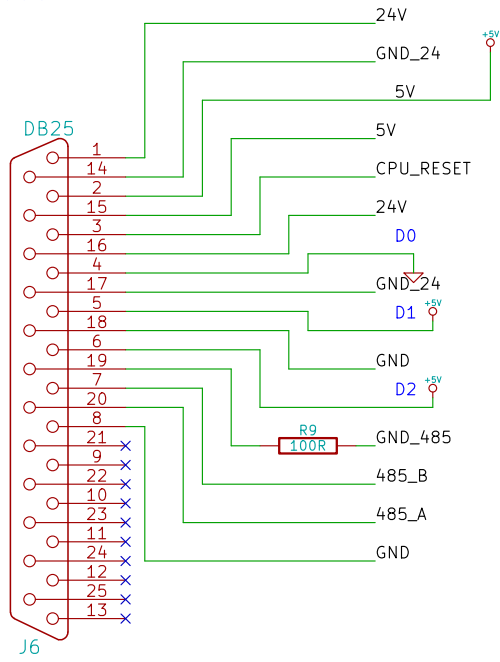 24V
+5V
GND_24
5V
DB25
5V
1
14
CPU_RESET
2
15
24V
3
D0
16
4
17
GND_24
5
D1
+5V
18
6
GND
19
7
D2
+5V
20
8
R9
100R
GND_485
21
9
22
485_B
10
23
485_A
11
24
GND
12
25
13
J6